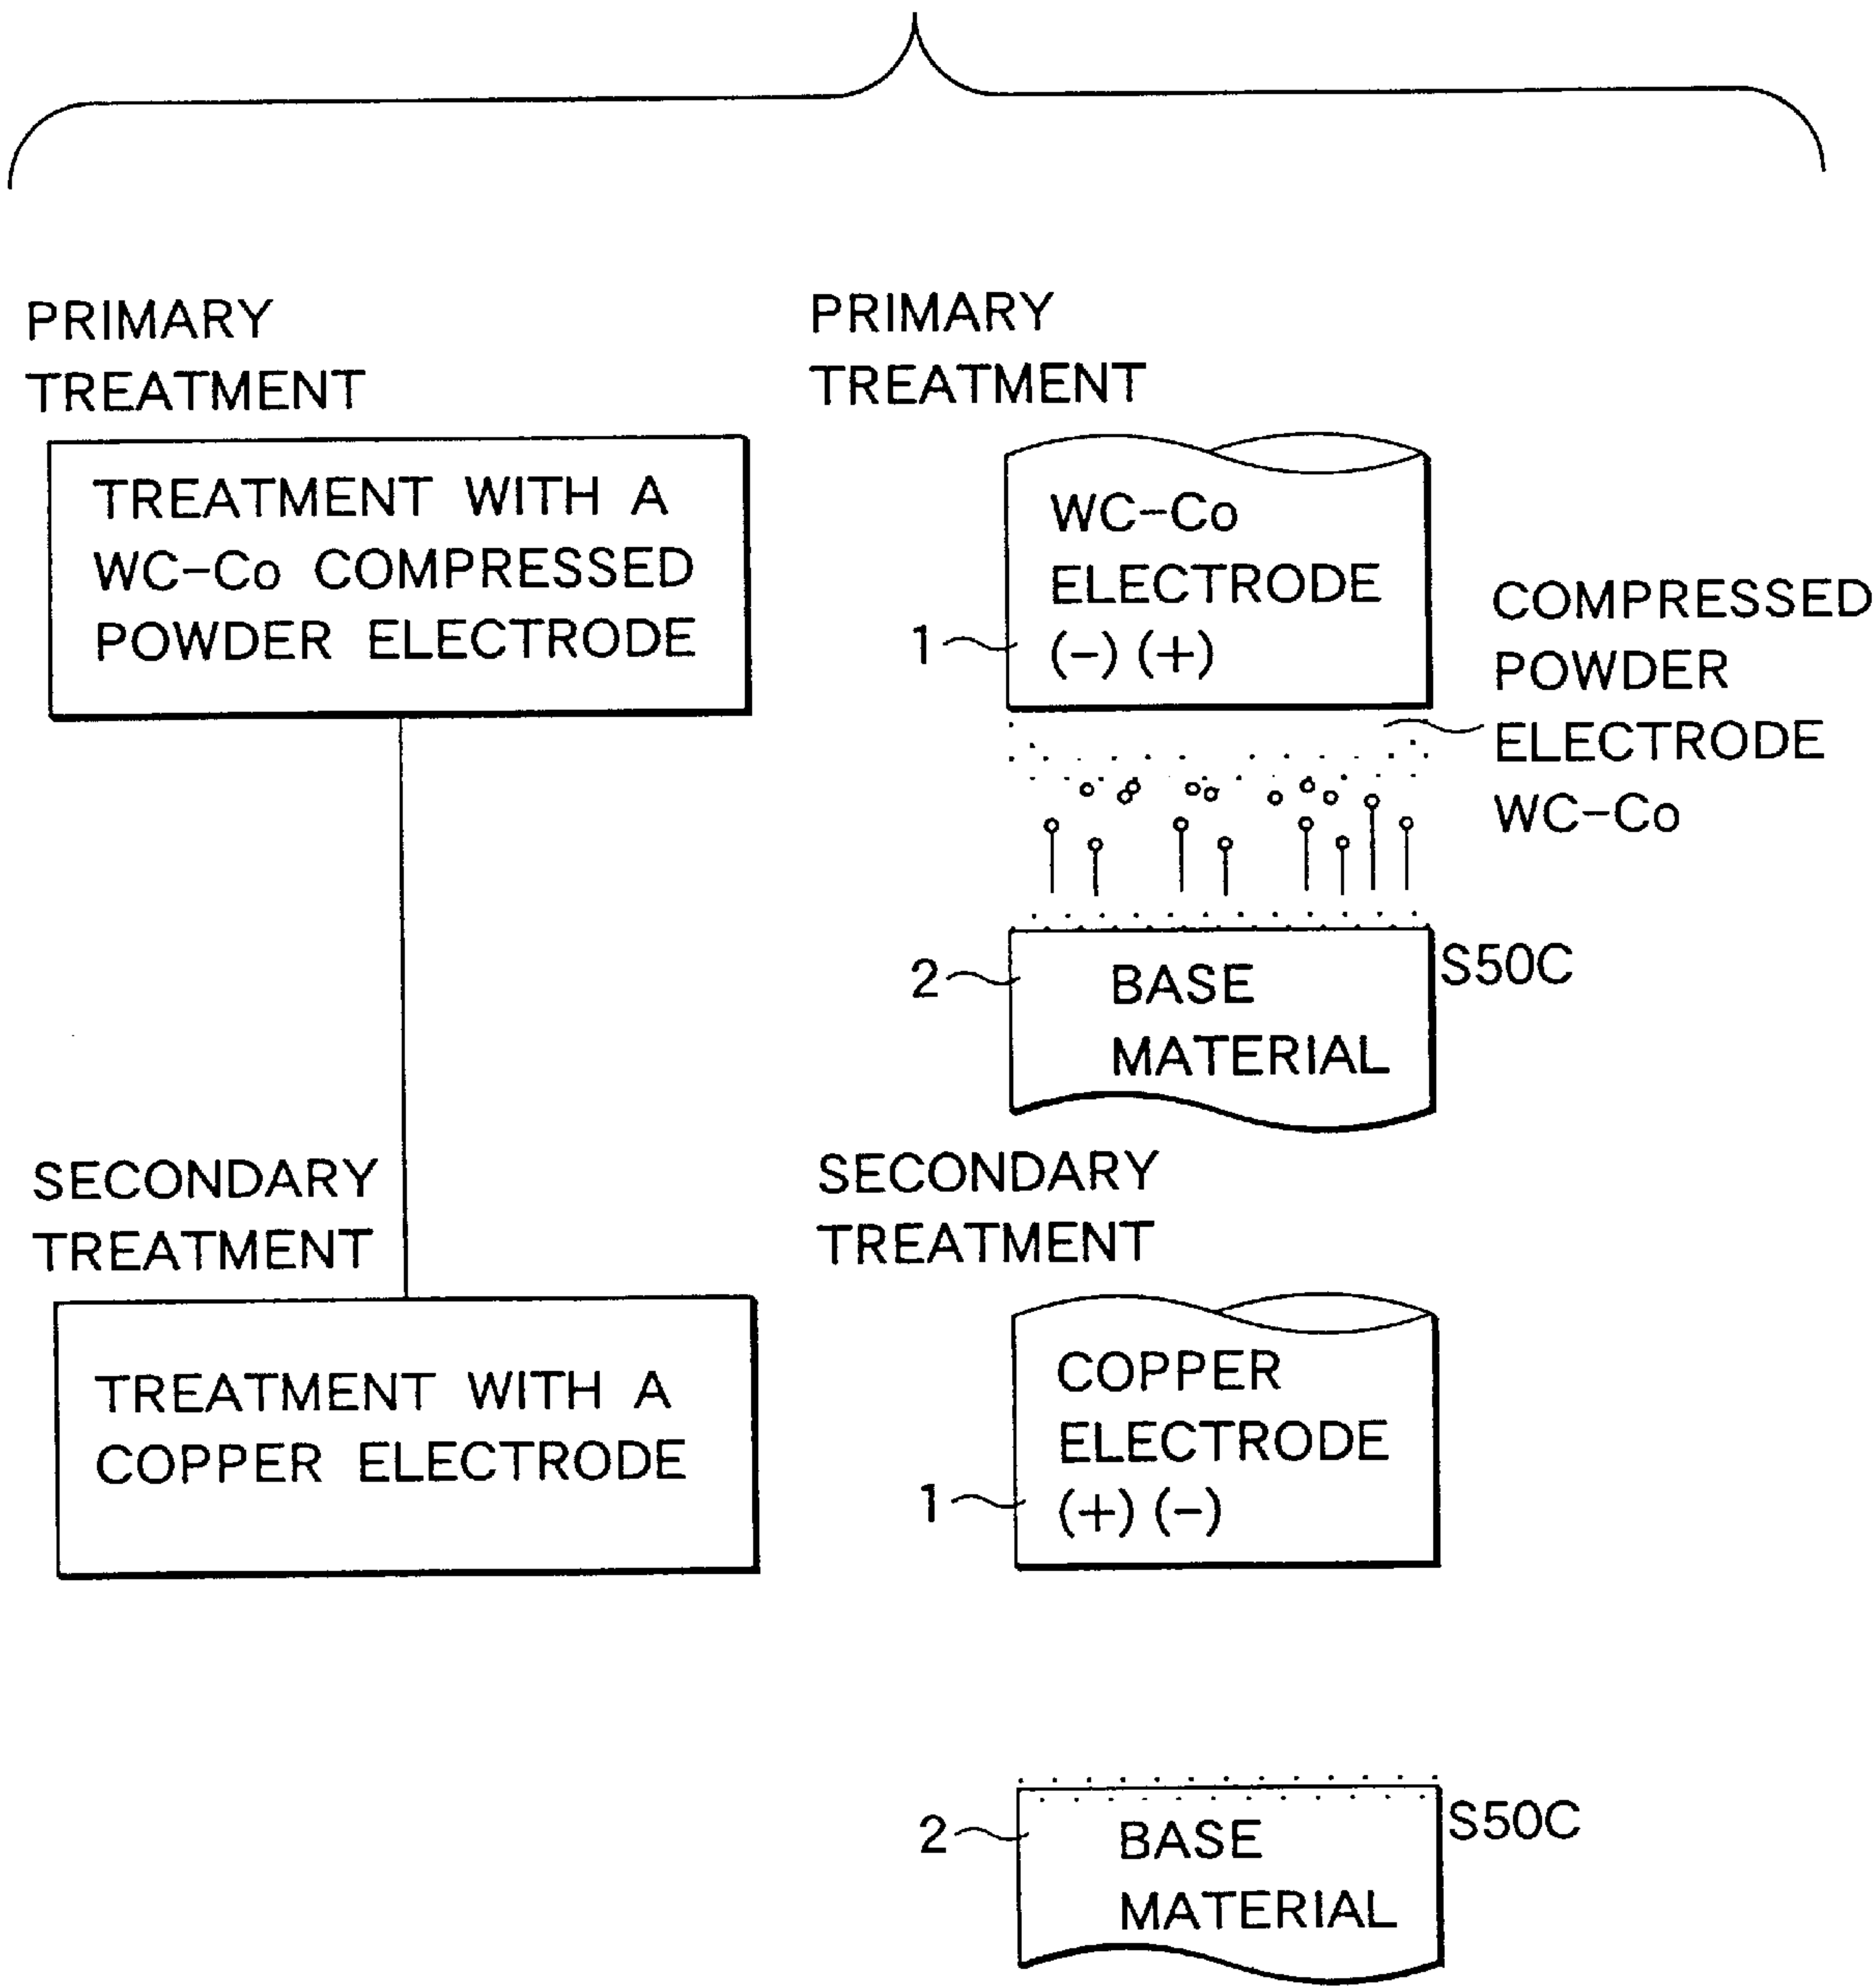 PRIMARY
TREATMENT
TREATMENT WITH A
WC-Co COMPRESSED
POWDER ELECTRODE
SECONDARY
TREATMENT
TREATMENT WITH A
COPPER ELECTRODE
PRIMARY
TREATMENT
WC-Co
ELECTRODE
1 (-) (+)
COMPRESSED
POWDER
ELECTRODE
WC-Co
2 BASE
MATERIAL
S50C
SECONDARY
TREATMENT
COPPER
ELECTRODE
1 (+) (-)
2 BASE
MATERIAL
S50C